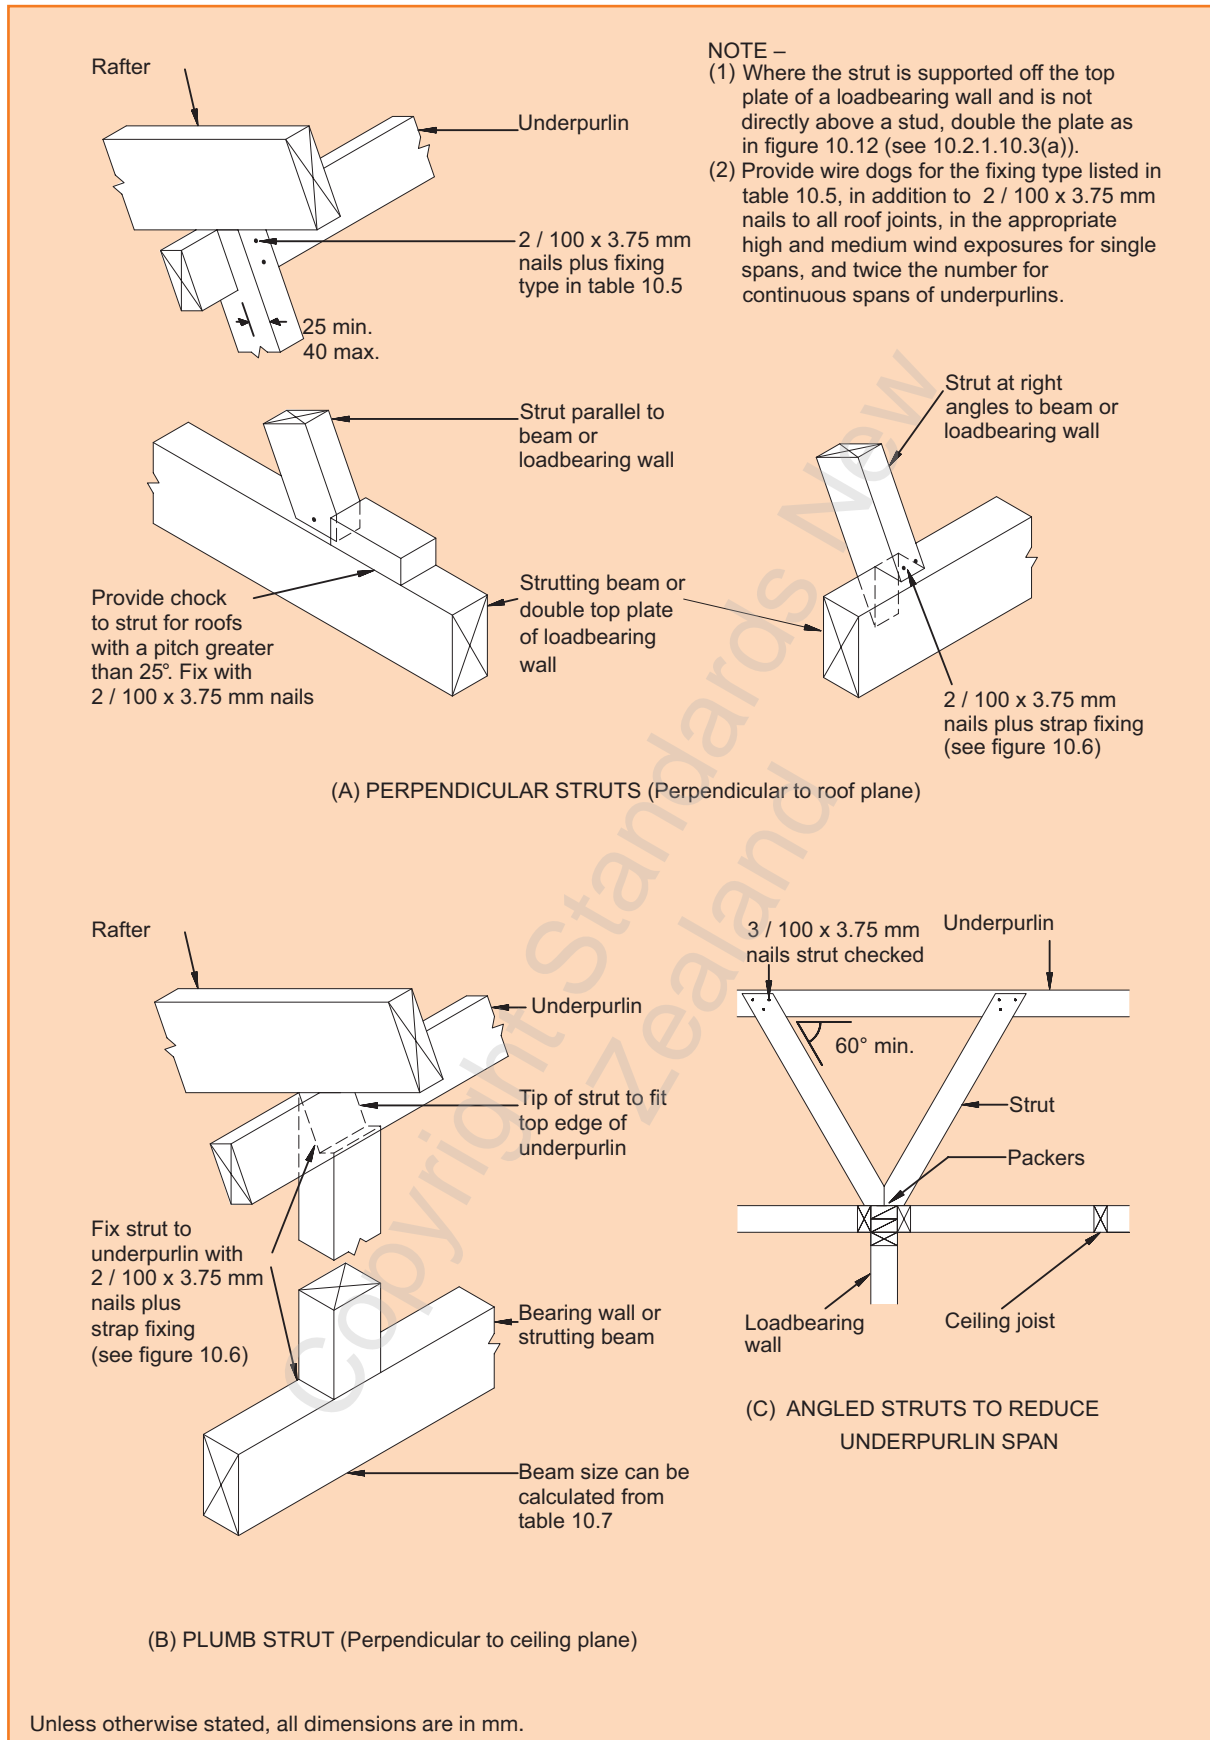 Rafter
Underpurlin
2 / 100 x 3.75 mm
nails plus fixing
type in table 10.5
25 min.
40 max.
NOTE –
(1) Where the strut is supported off the top
plate of a loadbearing wall and is not
directly above a stud, double the plate as
in figure 10.12 (see 10.2.1.10.3(a)).
(2) Provide wire dogs for the fixing type listed in
table 10.5, in addition to 2 / 100 x 3.75 mm
nails to all roof joints, in the appropriate
high and medium wind exposures for single
spans, and twice the number for
continuous spans of underpurlins.
Strut parallel to
beam or
loadbearing wall
Strut at right
angles to beam or
loadbearing wall
Provide chock
to strut for roofs
with a pitch greater
than 25°. Fix with
2 / 100 x 3.75 mm nails
Strutting beam or
double top plate
of loadbearing
wall
2 / 100 x 3.75 mm
nails plus strap fixing
(see figure 10.6)
(A) PERPENDICULAR STRUTS (Perpendicular to roof plane)
Rafter
Underpurlin
Tip of strut to fit
top edge of
underpurlin
Fix strut to
underpurlin with
2 / 100 x 3.75 mm
nails plus
strap fixing
(see figure 10.6)
Bearing wall or
strutting beam
Beam size can be
calculated from
table 10.7
(B) PLUMB STRUT (Perpendicular to ceiling plane)
3 / 100 x 3.75 mm
nails strut checked
Underpurlin
60° min.
Strut
Packers
Loadbearing
wall
Ceiling joist
(C) ANGLED STRUTS TO REDUCE
UNDERPURLIN SPAN
Unless otherwise stated, all dimensions are in mm.
Copyright Standards New
Zealand